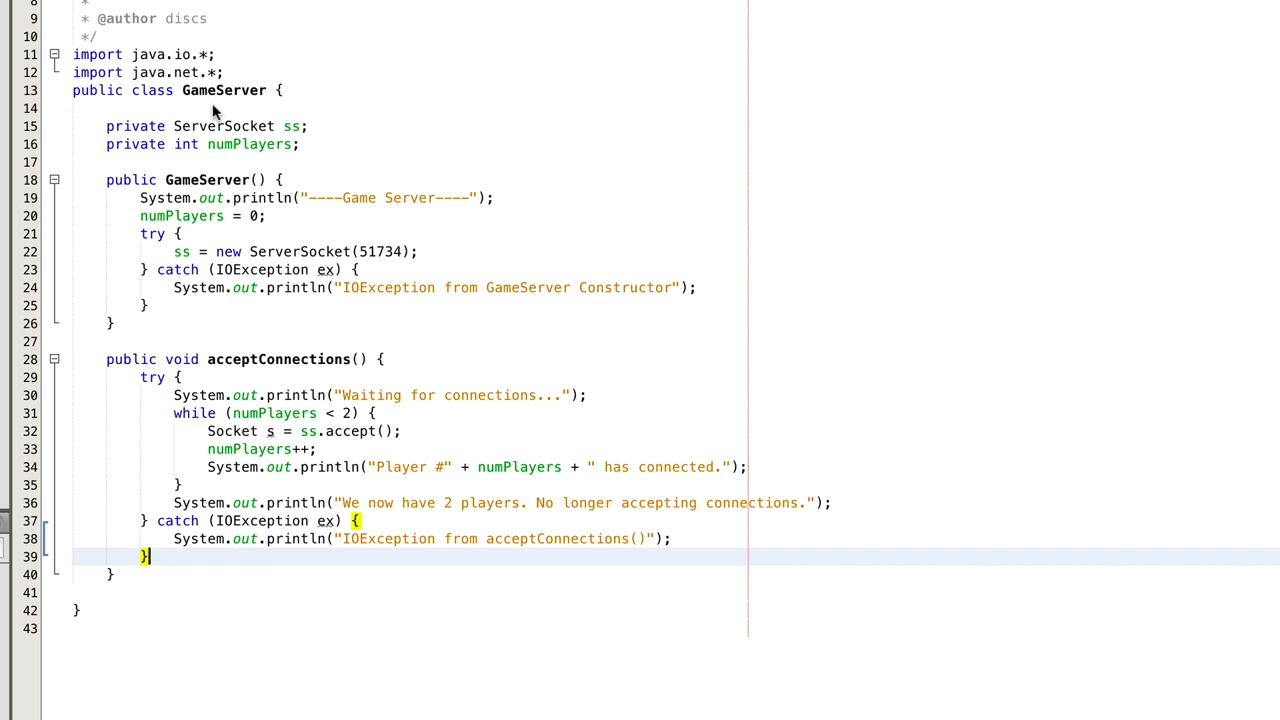 8 *
9 * @author discs
10 */
11 import java.io.*;
12 import java.net.*;
13 public class GameServer {
14
15 private ServerSocket ss;
16 private int numPlayers;
17
18 public GameServer() {
19 System.out.println("----Game Server----");
20 numPlayers = 0;
21 try {
22 ss = new ServerSocket(51734);
23 } catch (IOException ex) {
24 System.out.println("IOException from GameServer Constructor");
25 }
26 }
27
28 public void acceptConnections() {
29 try {
30 System.out.println("Waiting for connections...");
31 while (numPlayers < 2) {
32 Socket s = ss.accept();
33 numPlayers++;
34 System.out.println("Player #" + numPlayers + " has connected.");
35 }
36 System.out.println("We now have 2 players. No longer accepting connections.");
37 } catch (IOException ex) {
38 System.out.println("IOException from acceptConnections()");
39 }
40 }
41
42 }
43